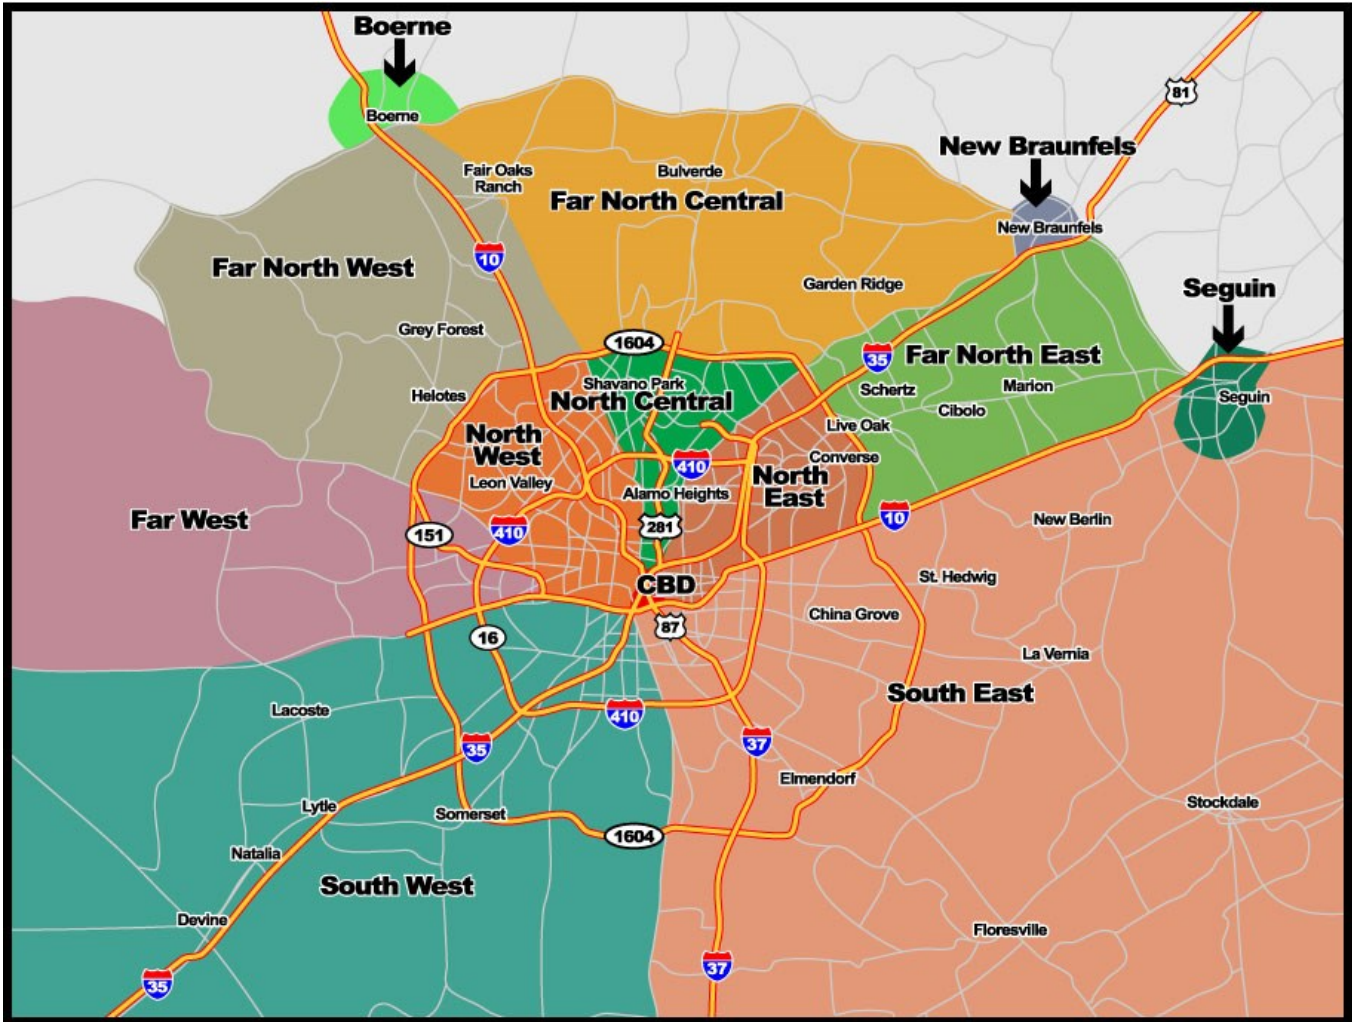 Boerne
81
Boerne
New Braunfels
Fair Oaks
Ranch
Bulverde
Far North Central
New Braunfels
10
Far North West
Garden Ridge
Seguin
Grey Forest
1604
35
Far North East
Shavano Park
Helotes
North Central
Schertz
Marion
Cibolo
Seguin
North
West
Live Oak
Converse
410
North
East
Leon Valley
Alamo Heights
Far West
151
410
281
10
New Berlin
CBD
St. Hedwig
China Grove
16
87
La Vernia
South East
Lacoste
410
35
37
Elmendorf
Lytle
Somerset
Stockdale
1604
Natalia
South West
Devine
Floresville
37
35